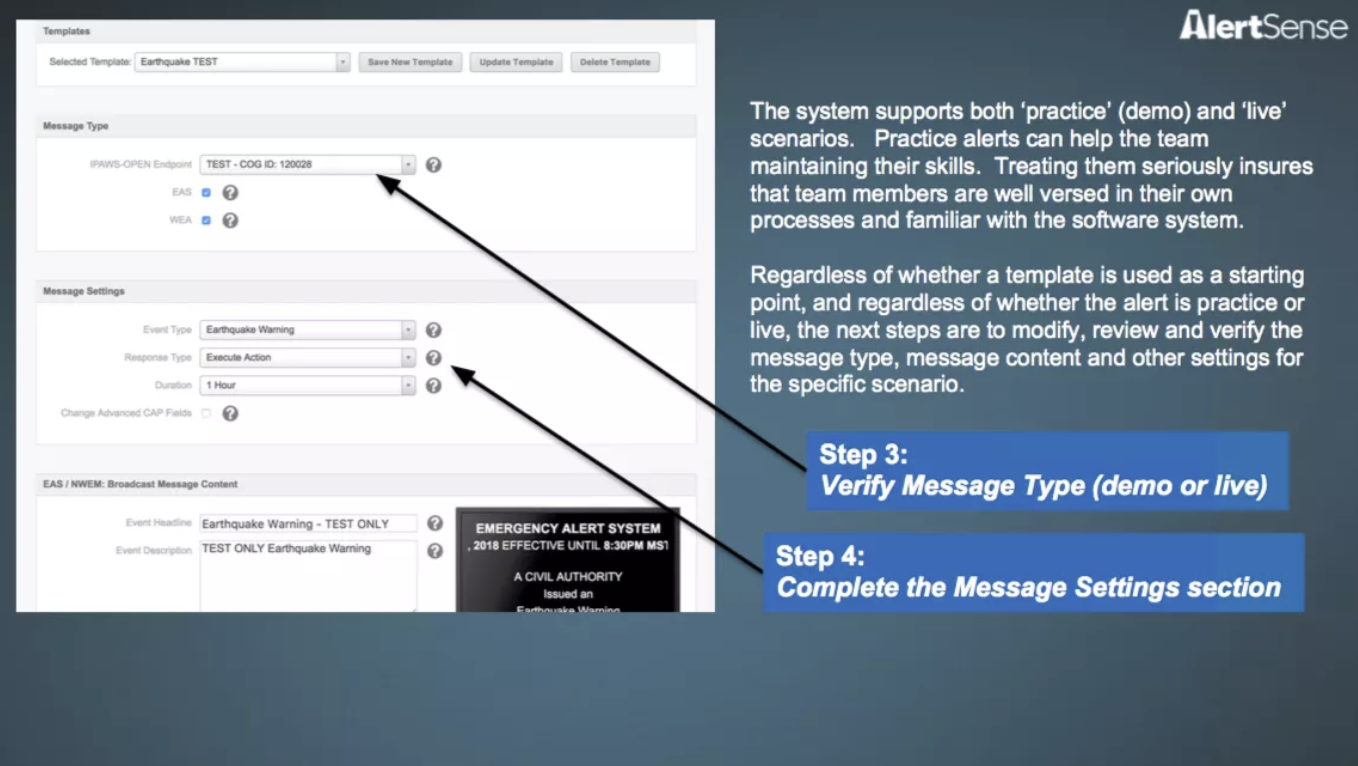 AlertSense
Templates
Selected Template: Earthquake TEST Save New Template Update Template Delete Template
Message Type
IPAWS-OPEN Endpoint TEST - COG ID: 120028 ?
EAS ?
WEA ?
Message Settings
Event Type Earthquake Warning ?
Response Type Execute Action ?
Duration 1 Hour ?
Change Advanced CAP Fields ?
EAS / NWEM: Broadcast Message Content
Event Headline Earthquake Warning - TEST ONLY ?
Event Description TEST ONLY Earthquake Warning ?
EMERGENCY ALERT SYSTEM
, 2018 EFFECTIVE UNTIL 8:30PM MST
A CIVIL AUTHORITY
Issued an
Earthquake Warning
The system supports both ‘practice’ (demo) and ‘live’
scenarios. Practice alerts can help the team
maintaining their skills. Treating them seriously insures
that team members are well versed in their own
processes and familiar with the software system.
Regardless of whether a template is used as a starting
point, and regardless of whether the alert is practice or
live, the next steps are to modify, review and verify the
message type, message content and other settings for
the specific scenario.
Step 3:
Verify Message Type (demo or live)
Step 4:
Complete the Message Settings section